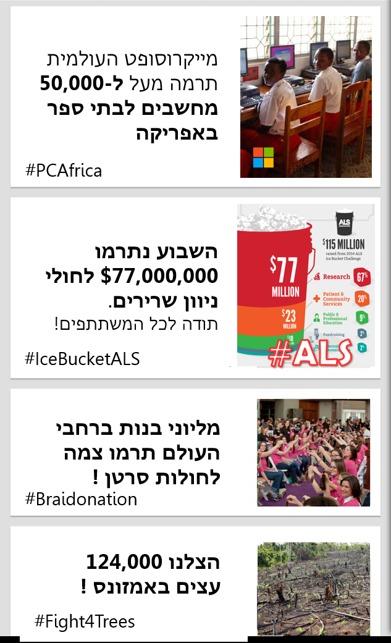 מייקרוסופט העולמית
תרמה מעל ל-50,000
מחשבים לבתי ספר
באפריקה
#PCAfrica
השבוע נתרמו
$77,000,000 לחולי
ניוון שרירים.
תודה לכל המשתתפים!
#IceBucketALS
$77
MILLION
$23
MILLION
ALS
$115 MILLION
raised from 2014 ALS
Ice Bucket Challenge
Research 67%
Patient &
Community
Services 20%
Public &
Professional
Education
Fundraising
#ALS
מליוני בנות ברחבי
העולם תרמו צמה
לחולות סרטן !
#Braidonation
הצלנו 124,000
עצים באמזונס !
#Fight4Trees